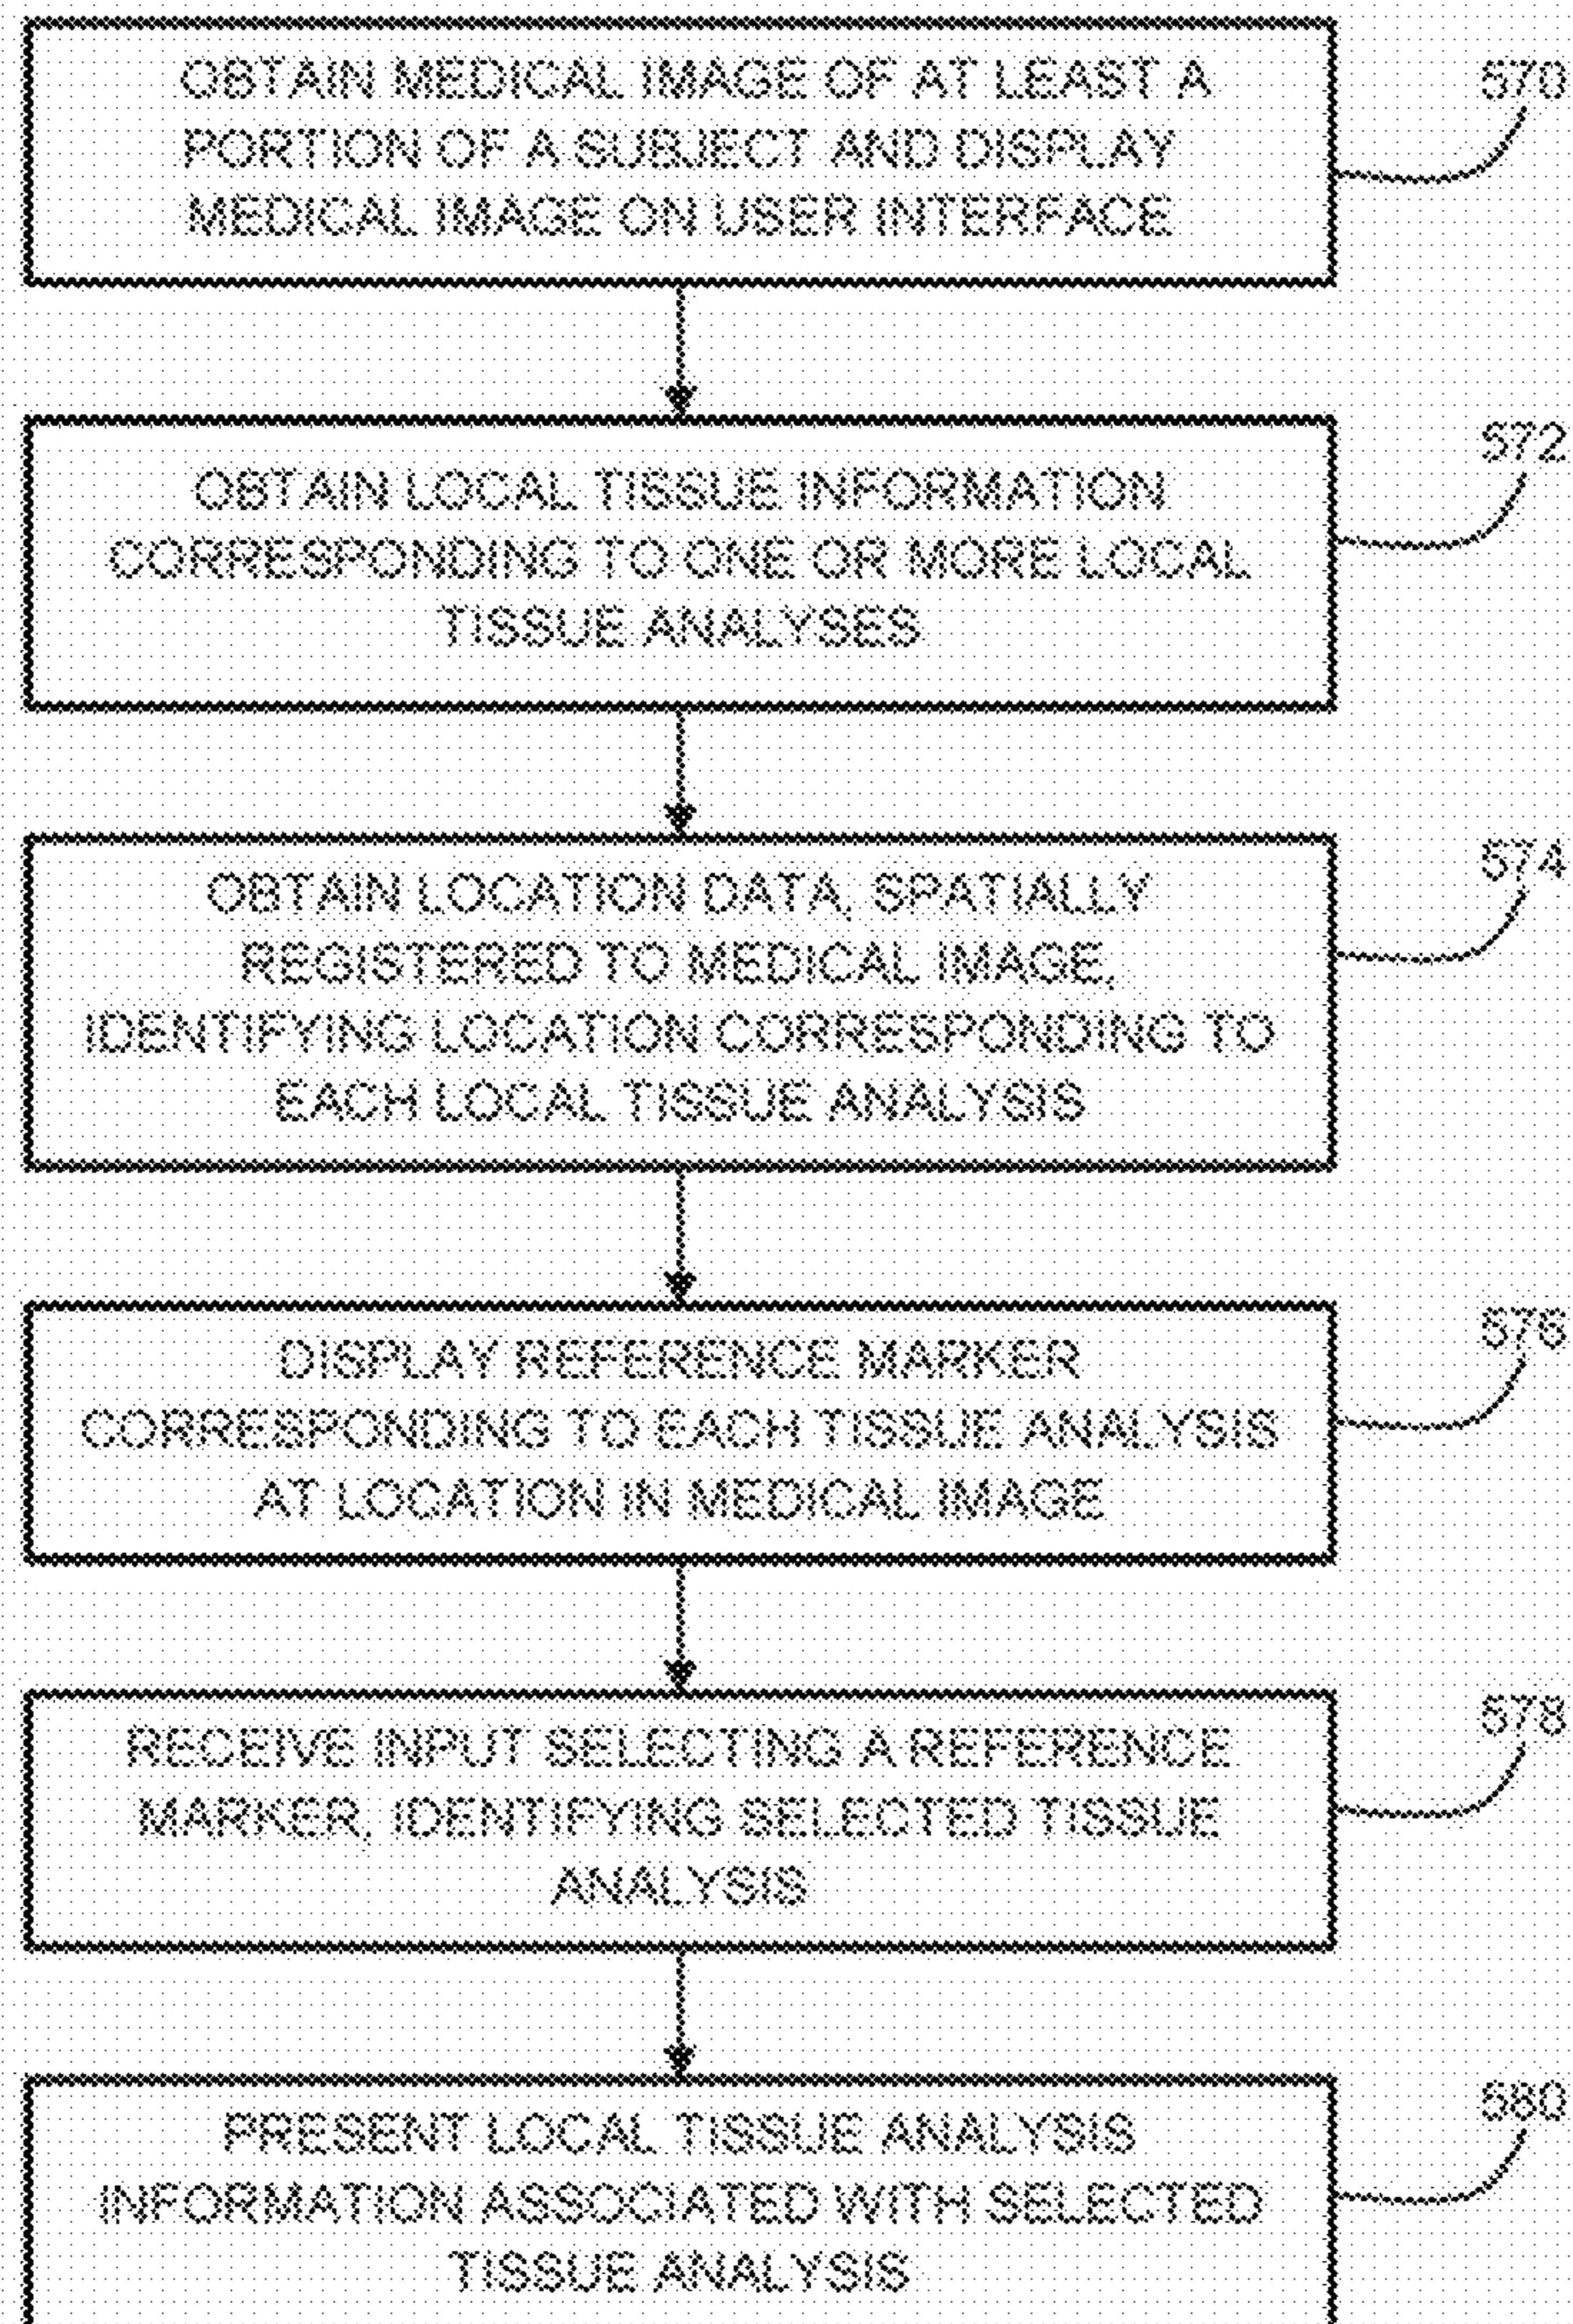 OBTAIN MEDICAL IMAGE OF AT LEAST A
PORTION OF A SUBJECT AND DISPLAY
MEDICAL IMAGE ON USER INTERFACE
570
OBTAIN LOCAL TISSUE INFORMATION
CORRESPONDING TO ONE OR MORE LOCAL
TISSUE ANALYSES
572
OBTAIN LOCATION DATA, SPATIALLY
REGISTERED TO MEDICAL IMAGE,
IDENTIFYING LOCATION CORRESPONDING TO
EACH LOCAL TISSUE ANALYSIS
574
DISPLAY REFERENCE MARKER
CORRESPONDING TO EACH TISSUE ANALYSIS
AT LOCATION IN MEDICAL IMAGE
576
RECEIVE INPUT SELECTING A REFERENCE
MARKER, IDENTIFYING SELECTED TISSUE
ANALYSIS
578
PRESENT LOCAL TISSUE ANALYSIS
INFORMATION ASSOCIATED WITH SELECTED
TISSUE ANALYSIS
580